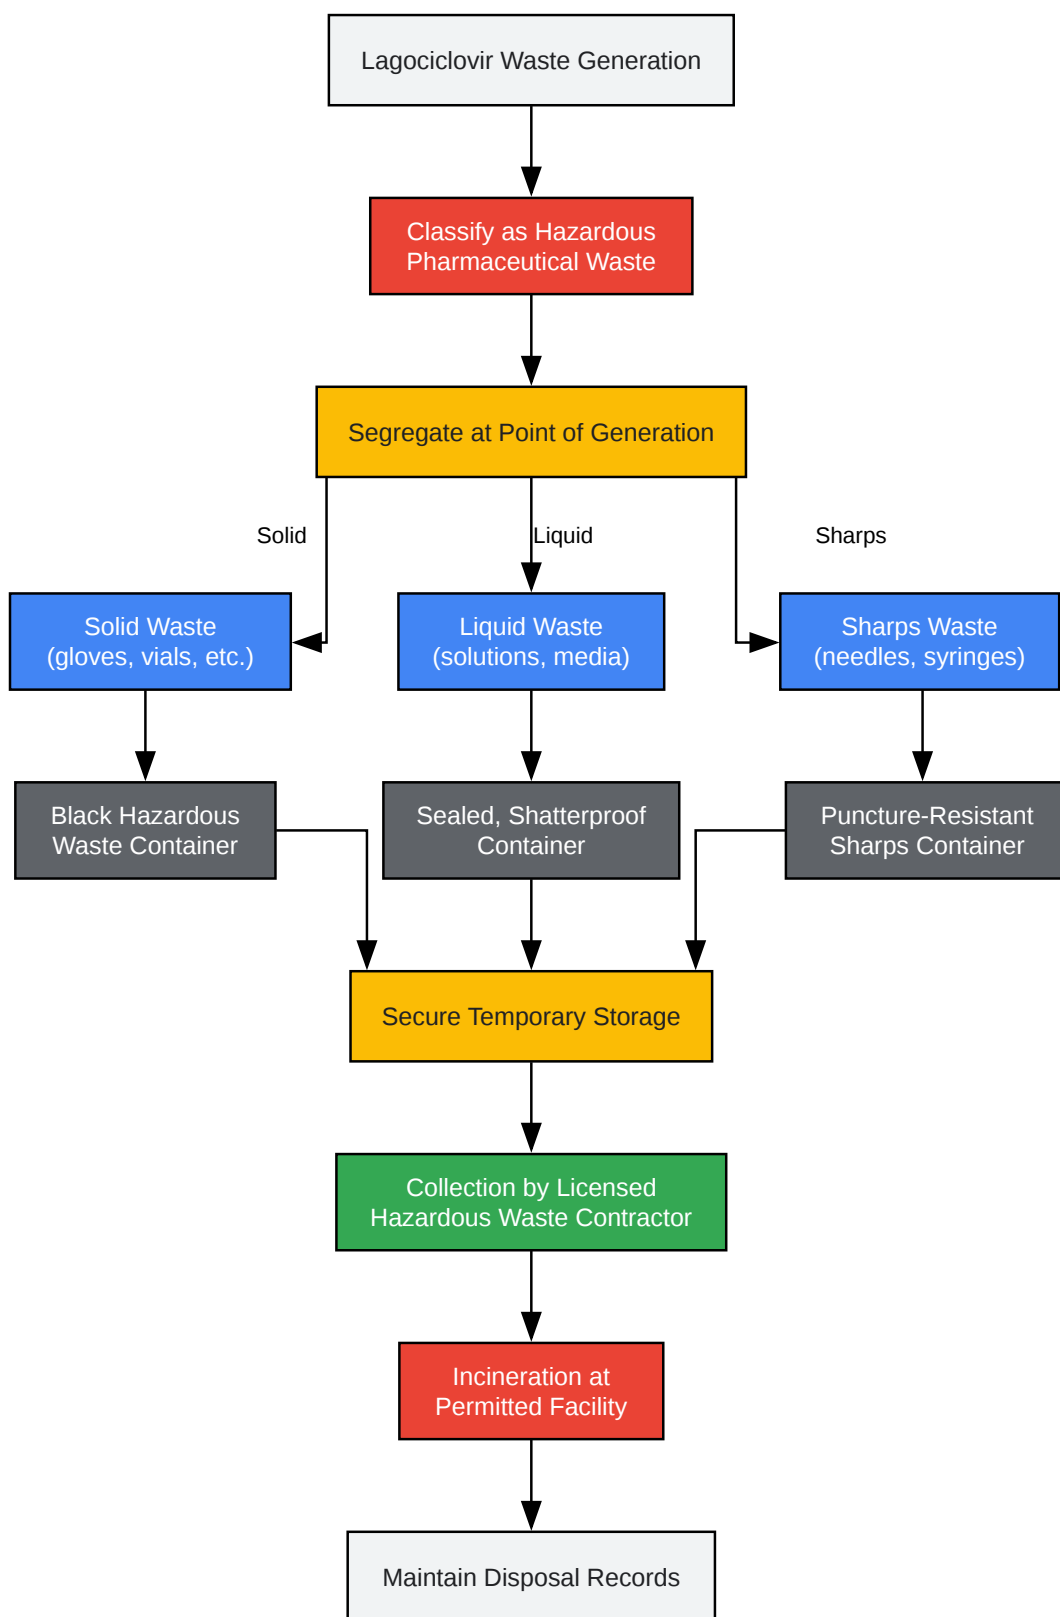 Lagociclovir Waste Generation
Classify as Hazardous
Pharmaceutical Waste
Segregate at Point of Generation
Solid
Liquid
Sharps
Solid Waste
(gloves, vials, etc.)
Liquid Waste
(solutions, media)
Sharps Waste
(needles, syringes)
Black Hazardous
Waste Container
Sealed, Shatterproof
Container
Puncture-Resistant
Sharps Container
Secure Temporary Storage
Collection by Licensed
Hazardous Waste Contractor
Incineration at
Permitted Facility
Maintain Disposal Records